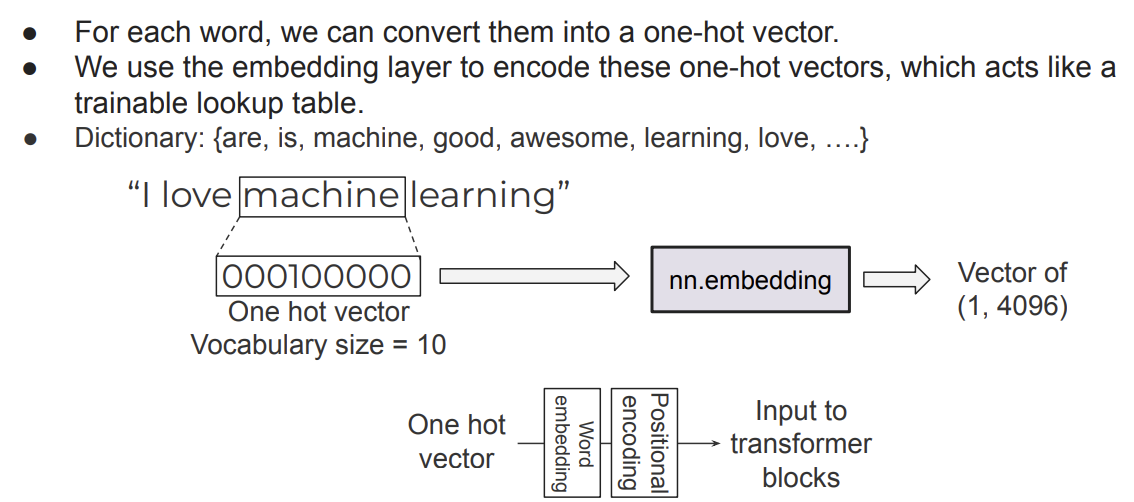 ● For each word, we can convert them into a one-hot vector.
● We use the embedding layer to encode these one-hot vectors, which acts like a
trainable lookup table.
● Dictionary: {are, is, machine, good, awesome, learning, love, ….}
“I love machine learning”
000100000
One hot vector
Vocabulary size = 10
nn.embedding
Vector of
(1, 4096)
One hot
vector
Word
embedding
Positional
encoding
Input to
transformer
blocks